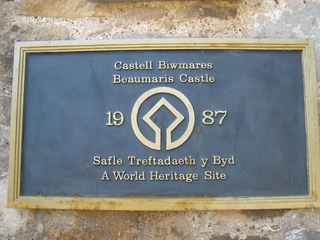 Castell Biwmares
Beaumaris Castle
19 87
Safle Treftadaeth y Byd
A World Heritage Site